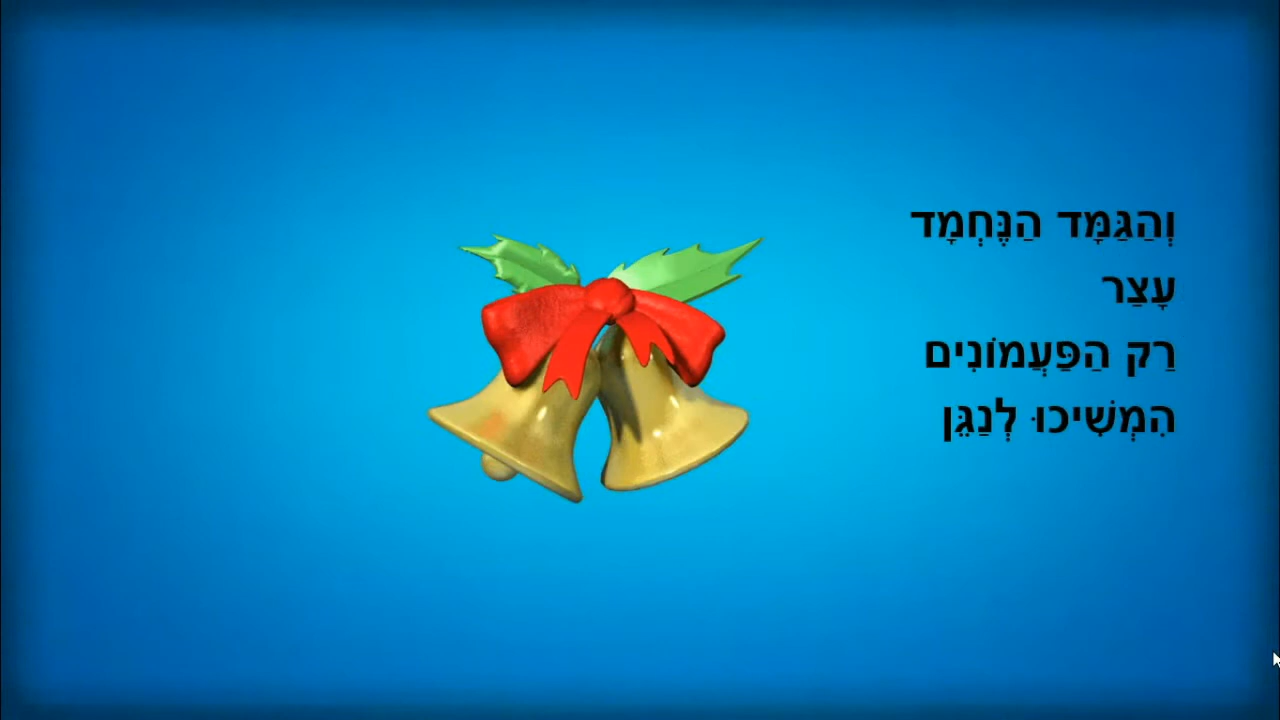 וְהַגַּמָּד הַנֶּחְמָד
עָצַר
רַק הַפַּעֲמוֹנִים
הִמְשִׁיכוּ לְנַגֵּן